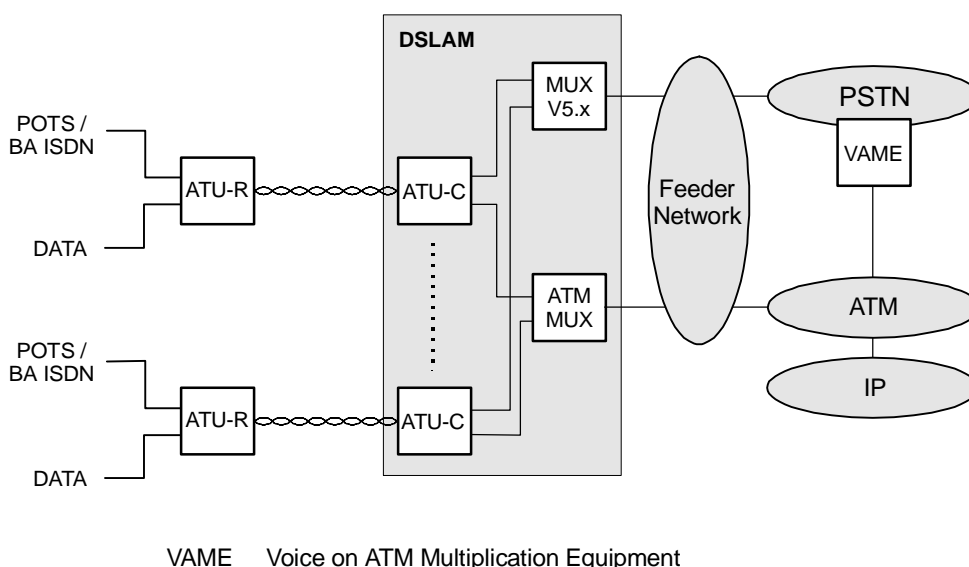 DSLAM
MUX
V5.x
PSTN
VAME
POTS /
BA ISDN
ATU-R
ATU-C
DATA
Feeder
Network
ATM
MUX
ATM
IP
POTS /
BA ISDN
ATU-R
ATU-C
DATA
VAME Voice on ATM Multiplication Equipment